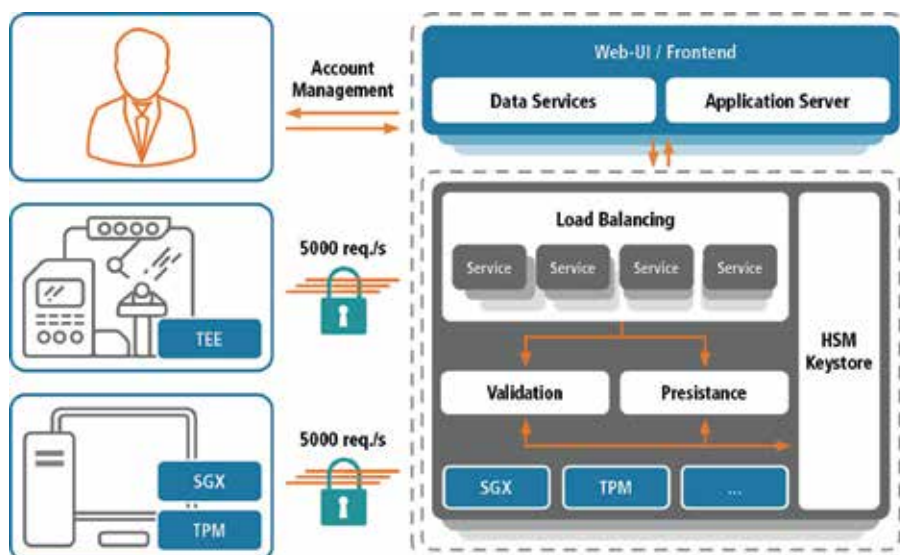 Account
Management
Web-UI / Frontend
Data Services
Application Server
5000 req./s
TEE
Load Balancing
Service
Service
Service
Service
HSM
Keystore
Validation
Presistance
5000 req./s
SGX
TPM
SGX
TPM
...